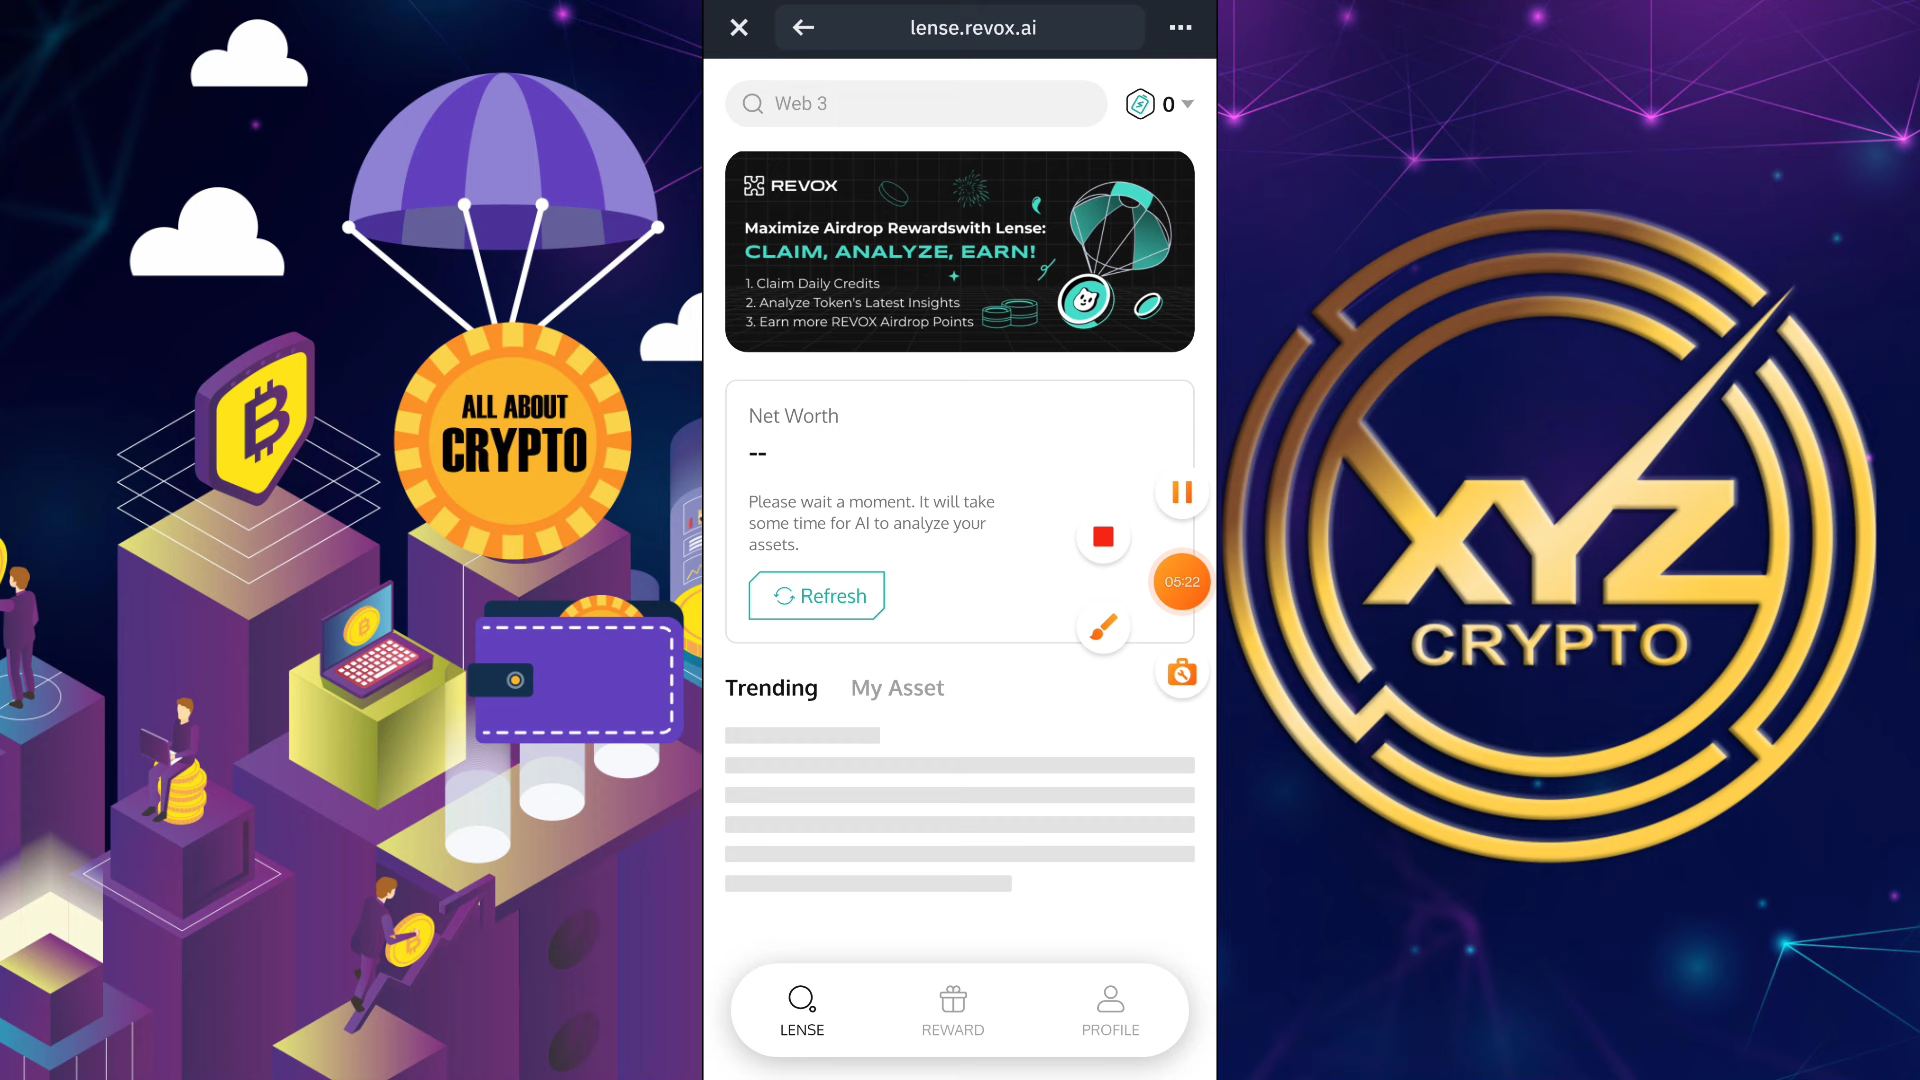 ALL ABOUT
CRYPTO
lense.revox.ai
Web 3
0
REVOX
Maximize Airdrop Rewardswith Lense:
CLAIM, ANALYZE, EARN!
1. Claim Daily Credits
2. Analyze Token's Latest Insights
3. Earn more REVOX Airdrop Points
Net Worth
--
Please wait a moment. It will take
some time for AI to analyze your
assets.
Refresh
05:22
Trending My Asset
LENSE REWARD PROFILE
XYZ
CRYPTO